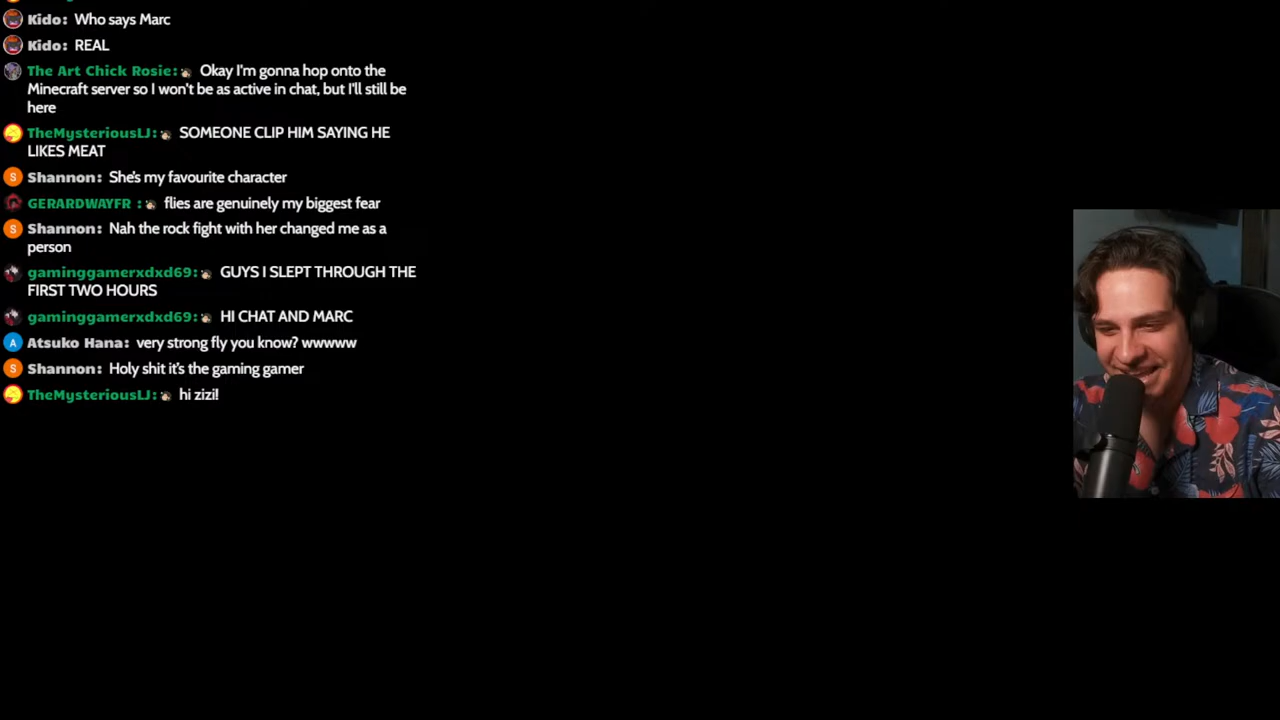 Kido: Who says Marc
Kido: REAL
The Art Chick Rosie: Okay I'm gonna hop onto the
Minecraft server so I won't be as active in chat, but I'll still be
here
TheMysteriousLJ: SOMEONE CLIP HIM SAYING HE
LIKES MEAT
S Shannon: She's my favourite character
GERARDWAYFR : flies are genuinely my biggest fear
S Shannon: Nah the rock fight with her changed me as a
person
gaminggamerxdxd69: GUYS I SLEPT THROUGH THE
FIRST TWO HOURS
gaminggamerxdxd69: HI CHAT AND MARC
A Atsuko Hana: very strong fly you know? wwwww
S Shannon: Holy shit it's the gaming gamer
TheMysteriousLJ: hi zizi!